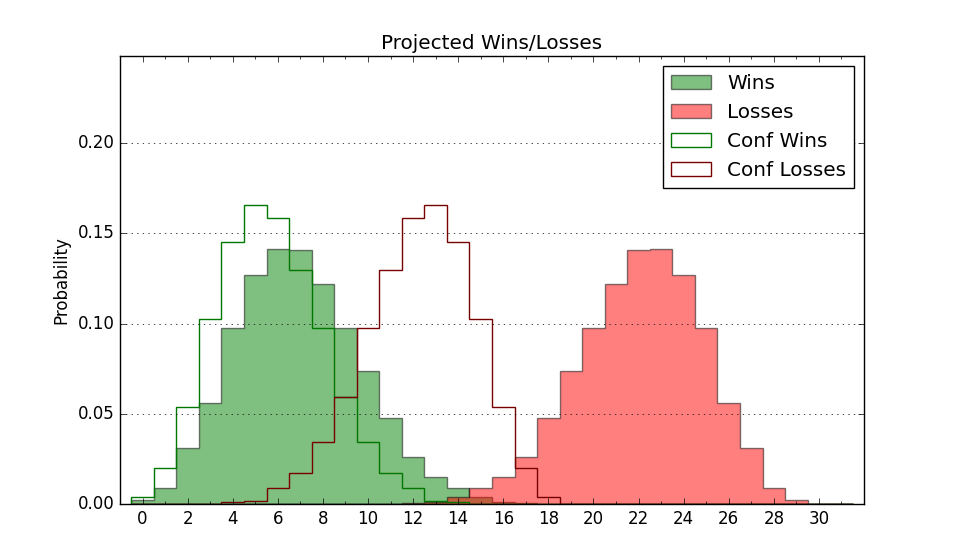 Projected Wins/Losses
Wins
Losses
Conf Wins
Conf Losses
Probability
0.20
0.15
0.10
0.05
0.00
0 2 4 6 8 10 12 14 16 18 20 22 24 26 28 30